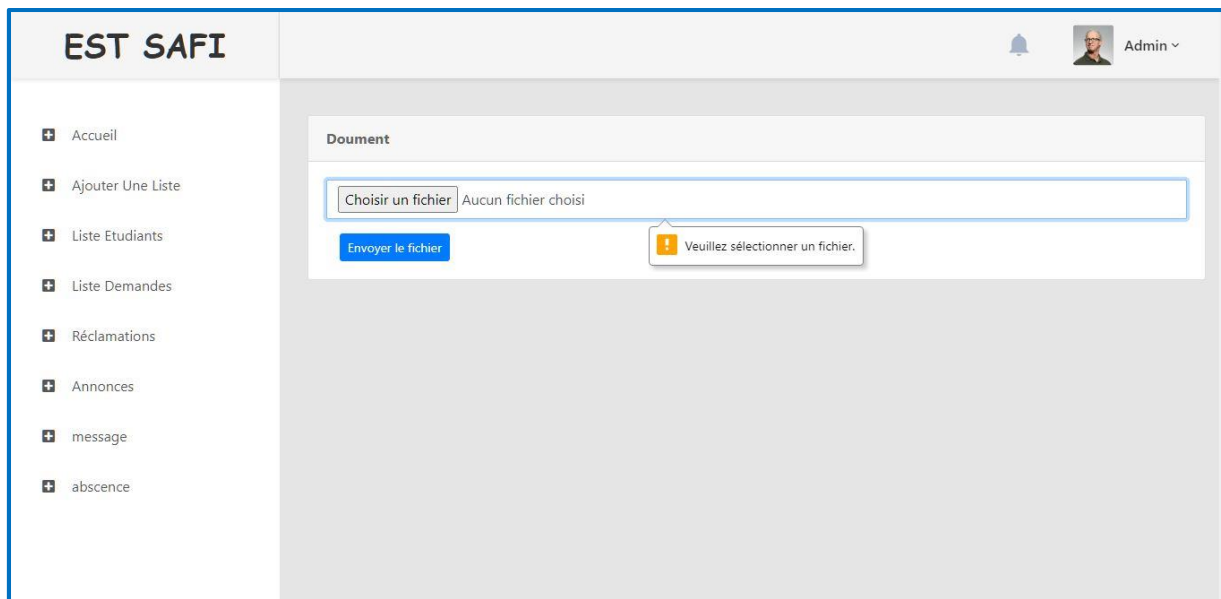 EST SAFI
Admin
Accueil
Ajouter Une Liste
Liste Etudiants
Liste Demandes
Réclamations
Annonces
message
abscence
Doument
Choisir un fichier Aucun fichier choisi
Envoyer le fichier
Veuillez sélectionner un fichier.